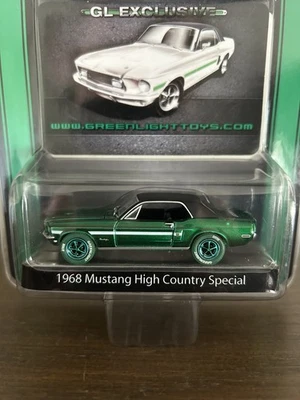 GL EXCLUSIVE
WWW.GREENLIGHTTOYS.COM
1968 Mustang High Country Special